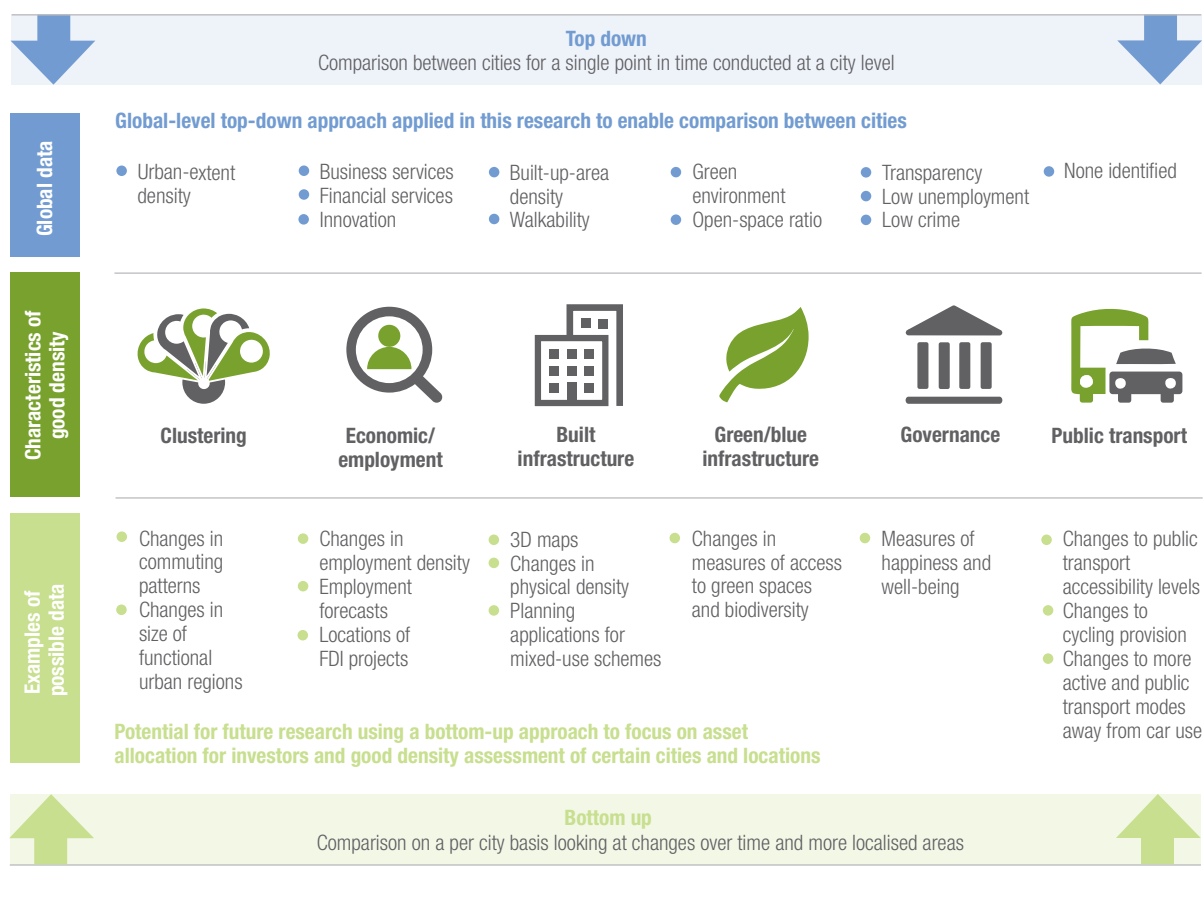 Top down
Comparison between cities for a single point in time conducted at a city level
Global data
Global-level top-down approach applied in this research to enable comparison between cities
Urban-extent
density
Business services
Financial services
Innovation
Built-up-area
density
Walkability
Green
environment
Open-space ratio
Transparency
Low unemployment
Low crime
None identified
Characteristics of
good density
Clustering
Economic/
employment
Built
infrastructure
Green/blue
infrastructure
Governance
Public transport
Examples of
possible data
Changes in
commuting
patterns
Changes in
size of
functional
urban regions
Changes in
employment density
Employment
forecasts
Locations of
FDI projects
3D maps
Changes in
physical density
Planning
applications for
mixed-use schemes
Changes in
measures of access
to green spaces
and biodiversity
Measures of
happiness and
well-being
Changes to public
transport
accessibility levels
Changes to
cycling provision
Changes to more
active and public
transport modes
away from car use
Potential for future research using a bottom-up approach to focus on asset
allocation for investors and good density assessment of certain cities and locations
Bottom up
Comparison on a per city basis looking at changes over time and more localised areas